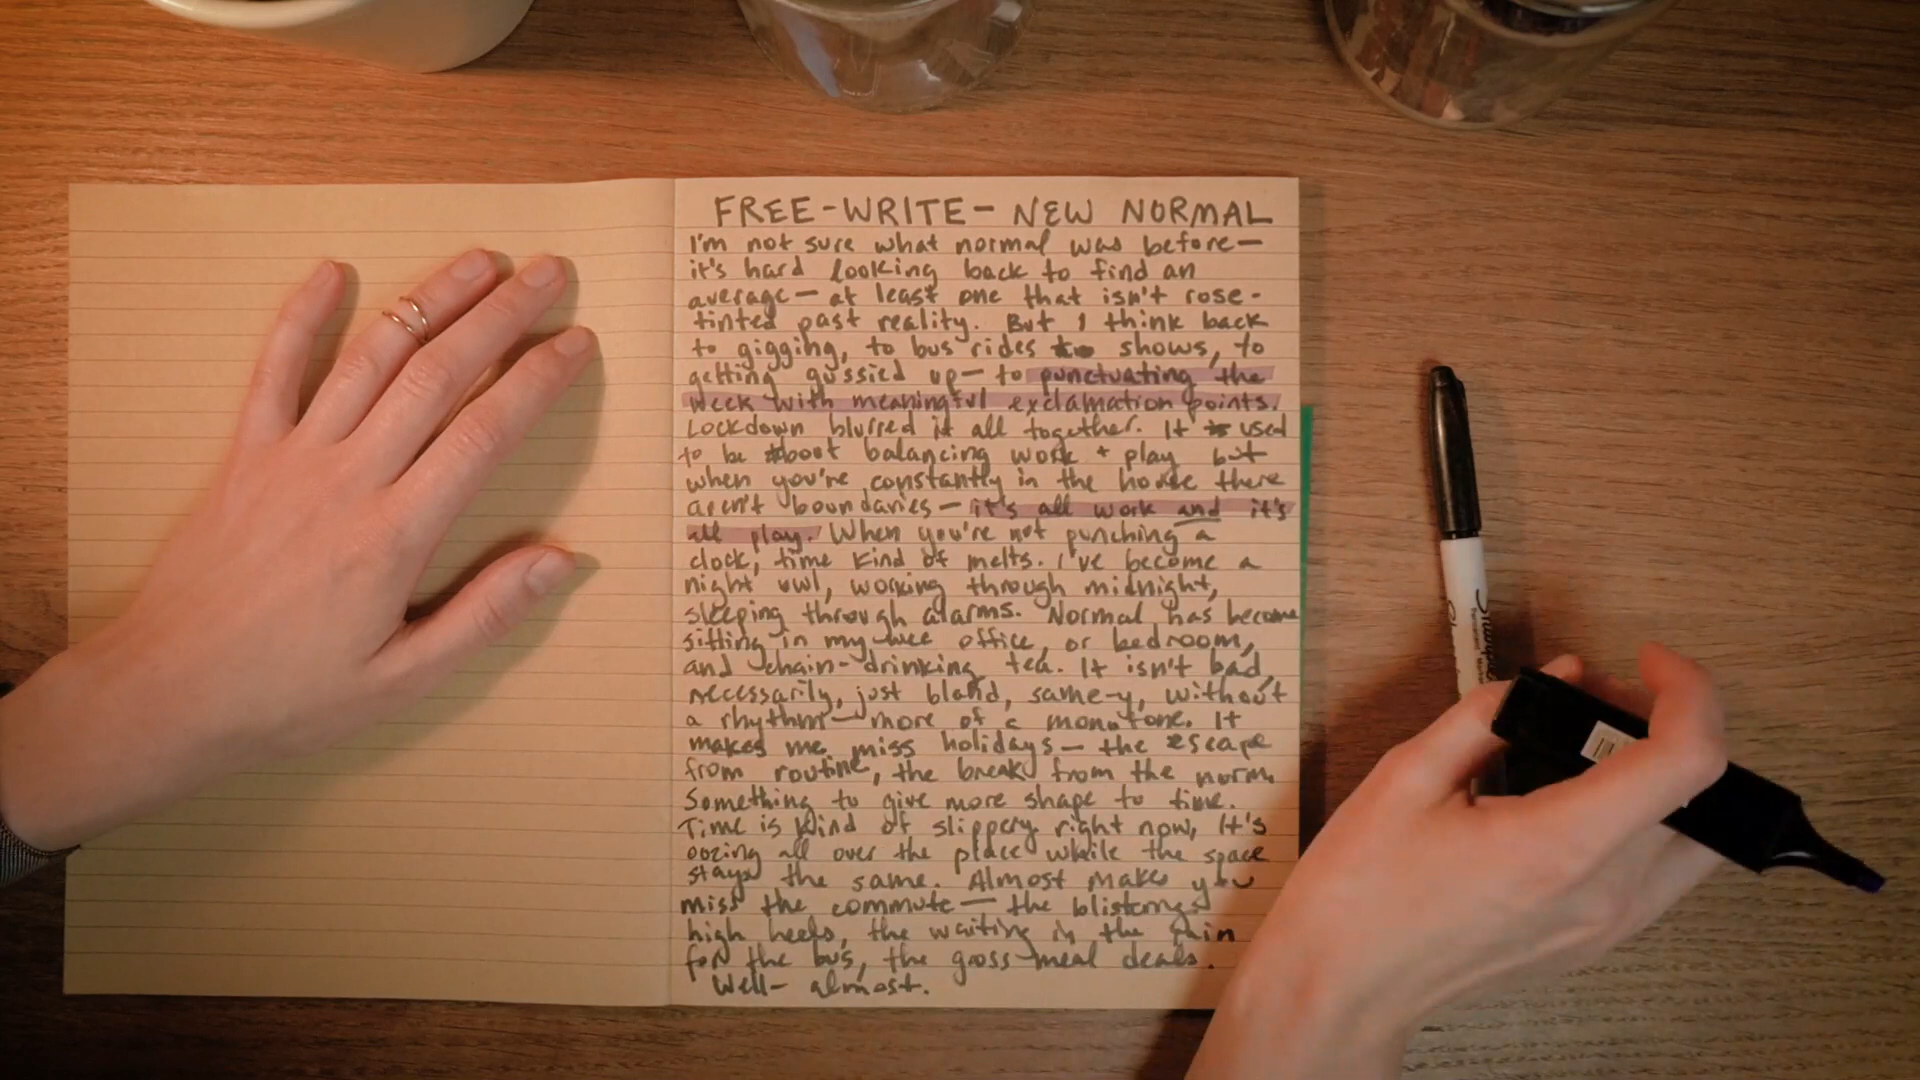 FREE-WRITE- NEW NORMAL
I'm not sure what normal was before—
it's hard looking back to find an
average— at least one that isn't rose-
tinted past reality. But I think back
to gigging, to bus rides to shows, to
getting gussied up— to punctuating the
week with meaningful exclamation points.
Lockdown blurred it all together. It used
to be about balancing work + play but
when you're constantly in the house there
aren't boundaries— it's all work and it's
all play. When you're not punching a
clock, time kind of melts. I've become a
night owl, working through midnight,
sleeping through alarms. Normal has become
sitting in my wee office, or bedroom,
and chain-drinking tea. It isn't bad,
necessarily, just bland, same-y, without
a rhythm— more of a monotone. It
makes me miss holidays— the escape
from routine, the break from the norm.
Something to give more shape to time.
Time is kind of slippery right now, it's
oozing all over the place while the space
stays the same. Almost makes you
miss the commute— the blistering
high heels, the waiting in the rain
for the bus, the gross meal deals.
Well- almost.